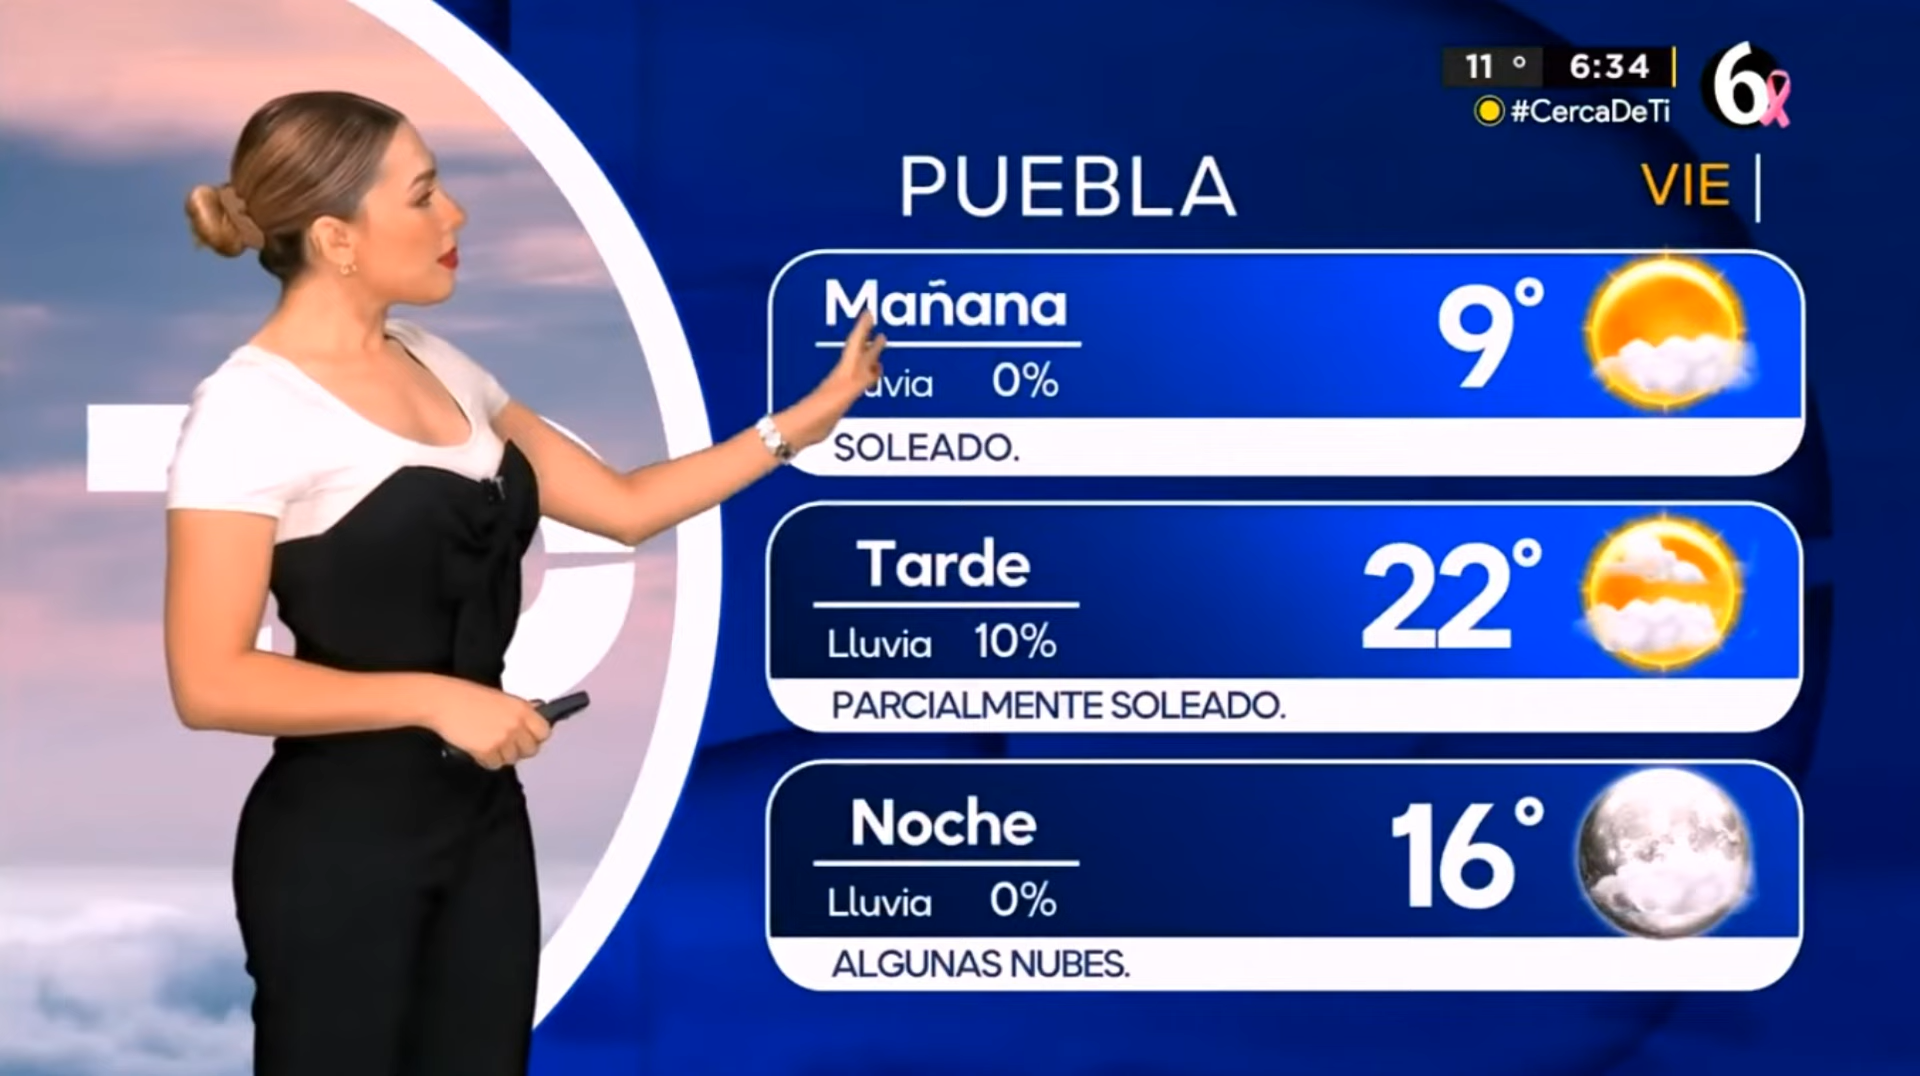 11 ° 6:34
#CercaDeTi
6
PUEBLA
VIE
Mañana
9°
0%
SOLEADO.
Tarde
22°
Lluvia 10%
PARCIALMENTE SOLEADO.
Noche
16°
Lluvia 0%
ALGUNAS NUBES.